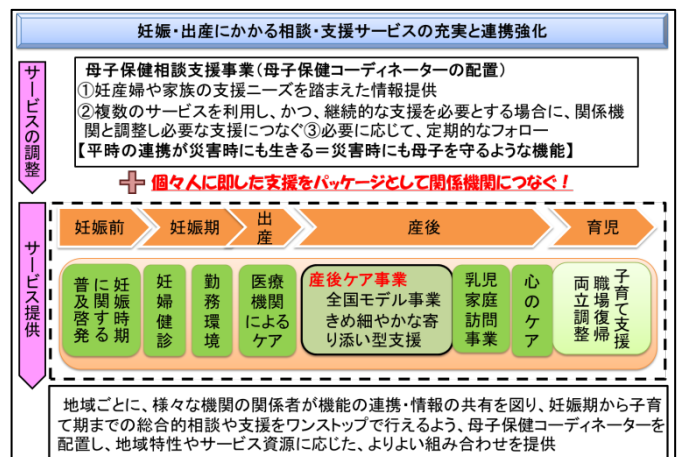 妊娠・出産にかかる相談・支援サービスの充実と連携強化
サービスの調整
母子保健相談支援事業(母子保健コーディネーターの配置)
①妊産婦や家族の支援ニーズを踏まえた情報提供
②複数のサービスを利用し、かつ、継続的な支援を必要とする場合に、関係機
関と調整し必要な支援につなぐ③必要に応じて、定期的なフォロー
【平時の連携が災害時にも生きる=災害時にも母子を守るような機能】
個々人に即した支援をパッケージとして関係機関につなぐ！
サービス提供
妊娠前
妊娠期
出
産
産後
育児
妊娠時期
に関する
普及啓発
妊婦健診
勤務環境
医療
機関
による
ケア
産後ケア事業
全国モデル事業
きめ細やかな寄
り添い型支援
乳児
家庭
訪問
事業
心のケア
子育て支援
職場復帰
両立調整
地域ごとに、様々な機関の関係者が機能の連携・情報の共有を図り、妊娠期から子育
て期までの総合的相談や支援をワンストップで行えるよう、母子保健コーディネーターを
配置し、地域特性やサービス資源に応じた、よりよい組み合わせを提供